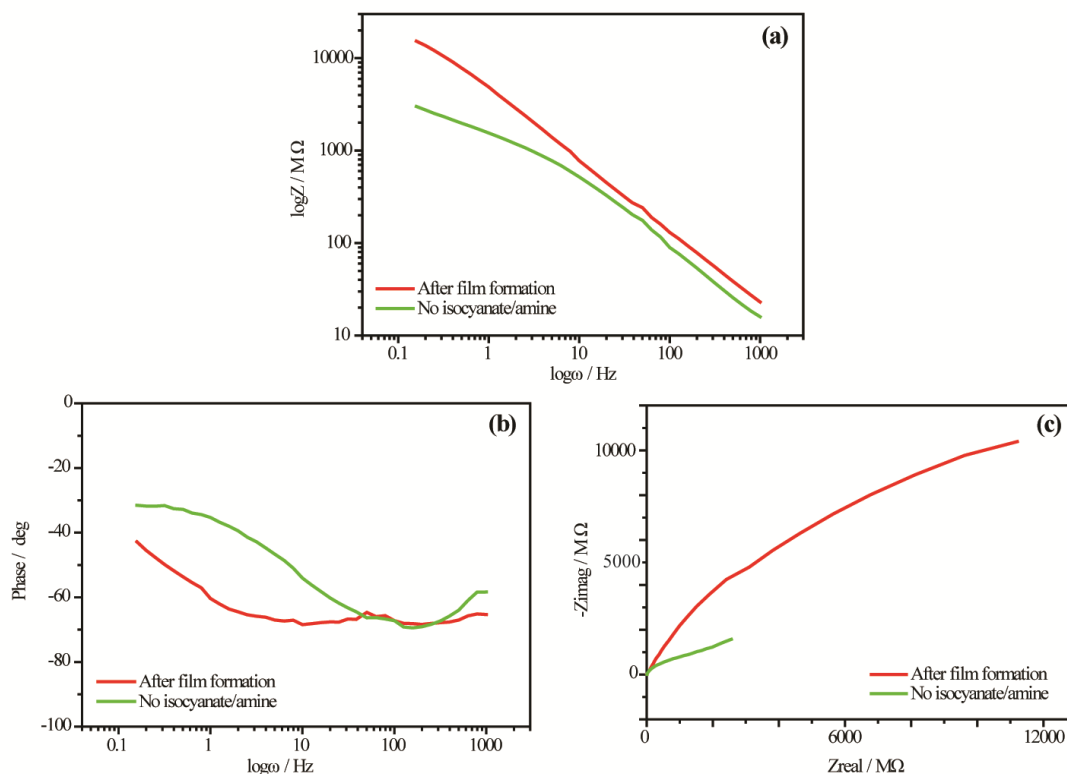 (a)
10000
1000
100
10
logZ / M Ω
After film formation
No isocyanate/amine
0.1
1
10
100
1000
logω / Hz
(b)
0
-20
-40
-60
-80
-100
Phase / deg
After film formation
No isocyanate/amine
0.1
1
10
100
1000
logω / Hz
(c)
10000
5000
0
-Zimag / MΩ
After film formation
No isocyanate/amine
0
6000
12000
Zreal / MΩ